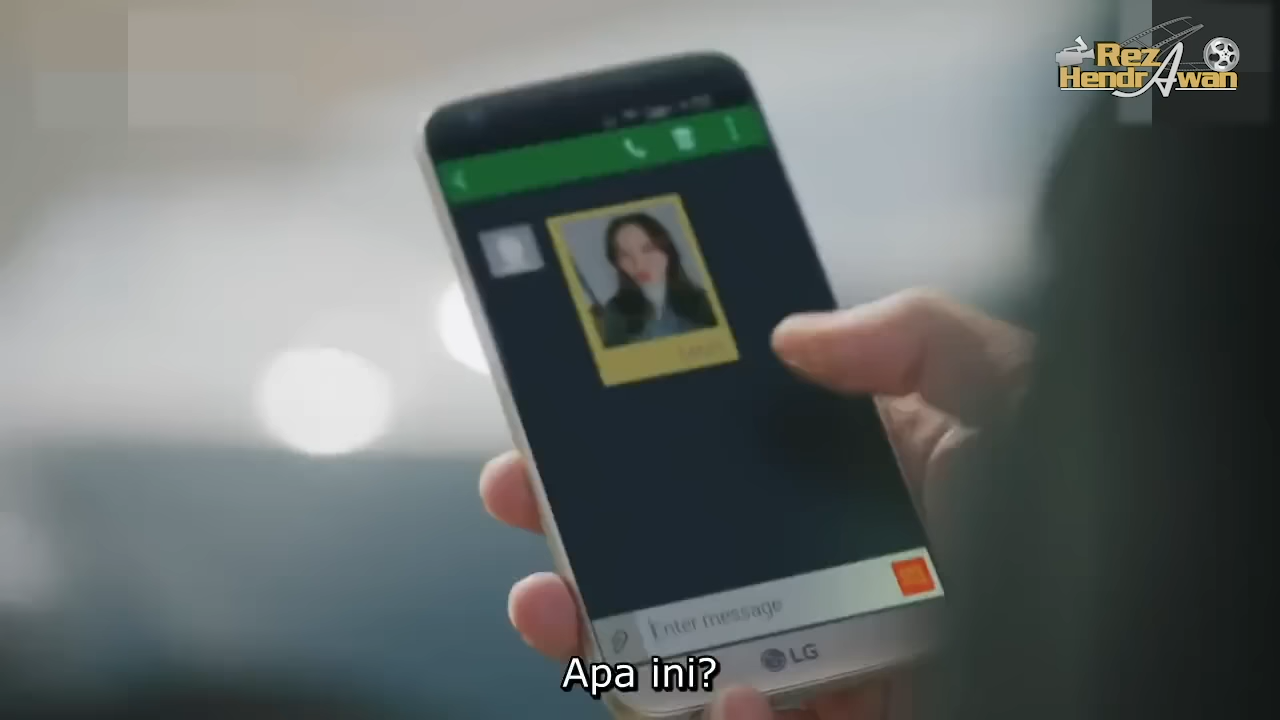 Rez
HendrAwan
Enter message
LG
Apa ini?